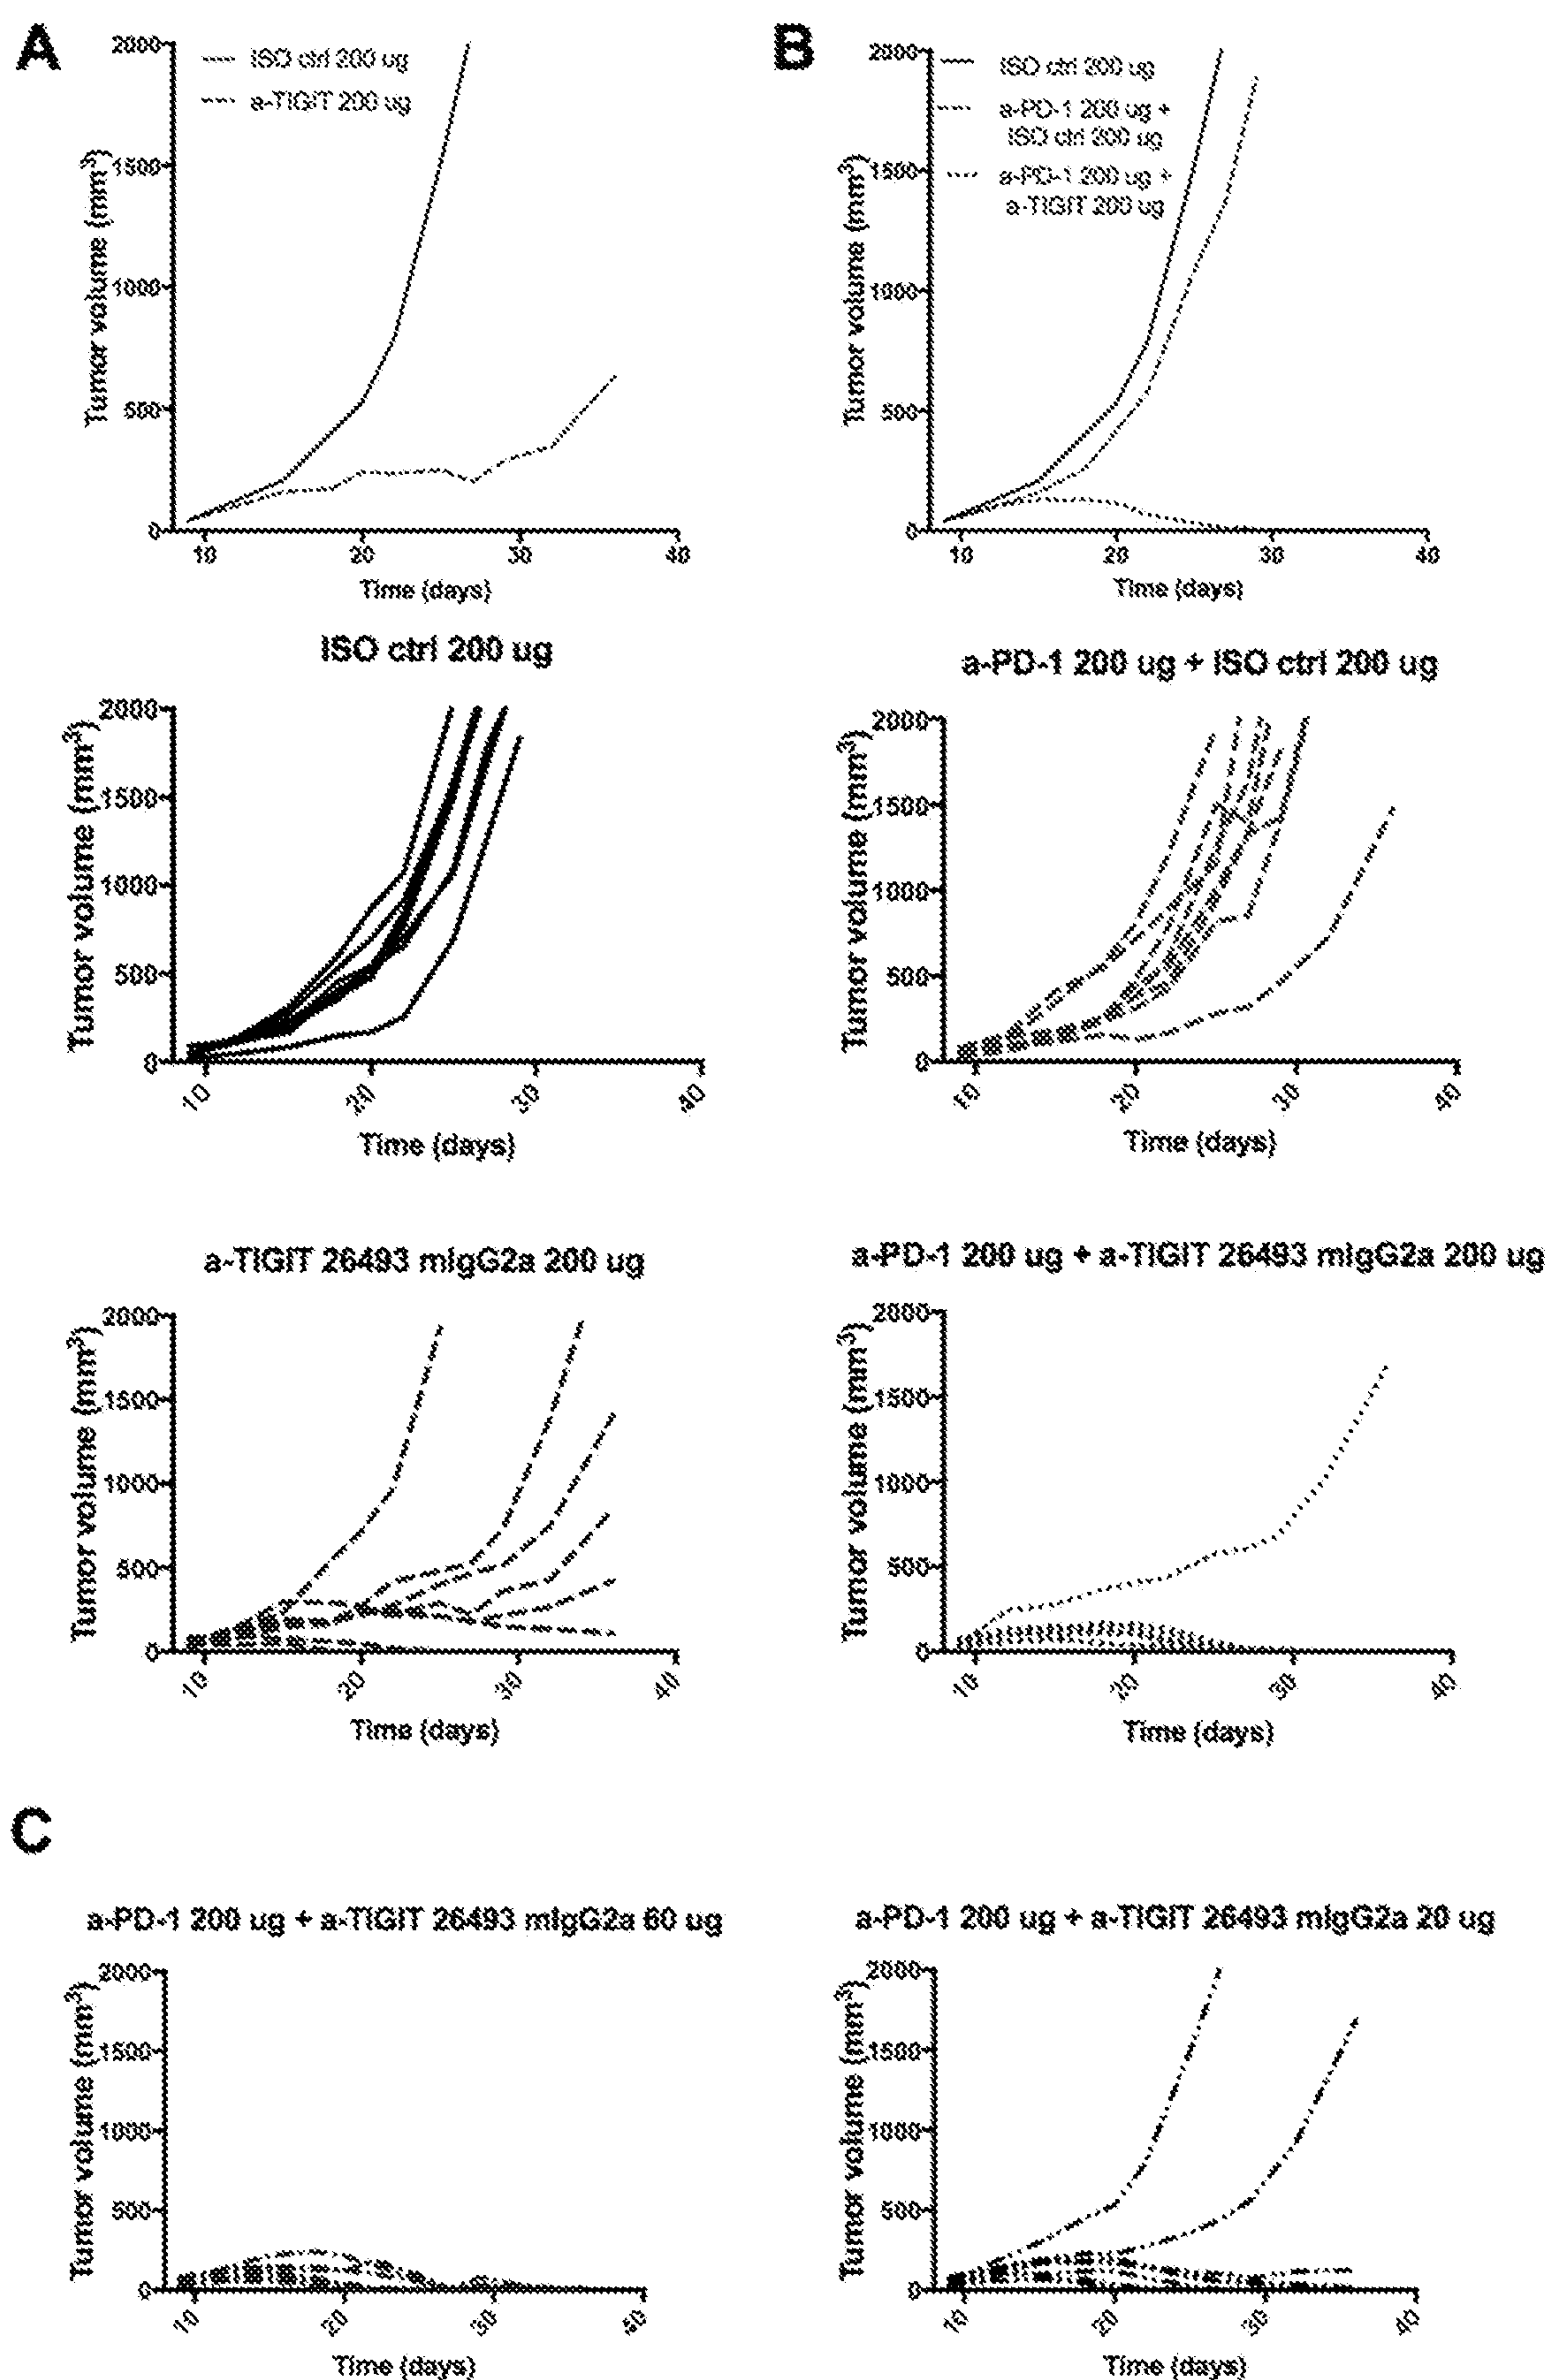 A
2000
1500
1000
500
0
Tumor volume (mm³)
ISO ctrl 200 ug
a-TIGIT 200 ug
10 20 30 40
Time (days)
B
2000
1500
1000
500
0
Tumor volume (mm³)
ISO ctrl 200 ug
a-PD-1 200 ug +
ISO ctrl 200 ug
a-PD-1 200 ug +
a-TIGIT 200 ug
10 20 30 40
Time (days)
ISO ctrl 200 ug
2000
1500
1000
500
0
Tumor volume (mm³)
10 20 30 40
Time (days)
a-PD-1 200 ug + ISO ctrl 200 ug
2000
1500
1000
500
0
Tumor volume (mm³)
10 20 30 40
Time (days)
a-TIGIT 26493 mIgG2a 200 ug
2000
1500
1000
500
0
Tumor volume (mm³)
10 20 30 40
Time (days)
a-PD-1 200 ug + a-TIGIT 26493 mIgG2a 200 ug
2000
1500
1000
500
0
Tumor volume (mm³)
10 20 30 40
Time (days)
C
a-PD-1 200 ug + a-TIGIT 26493 mIgG2a 60 ug
2000
1500
1000
500
0
Tumor volume (mm³)
10 20 30 40
Time (days)
a-PD-1 200 ug + a-TIGIT 26493 mIgG2a 20 ug
2000
1500
1000
500
0
Tumor volume (mm³)
10 20 30 40
Time (days)